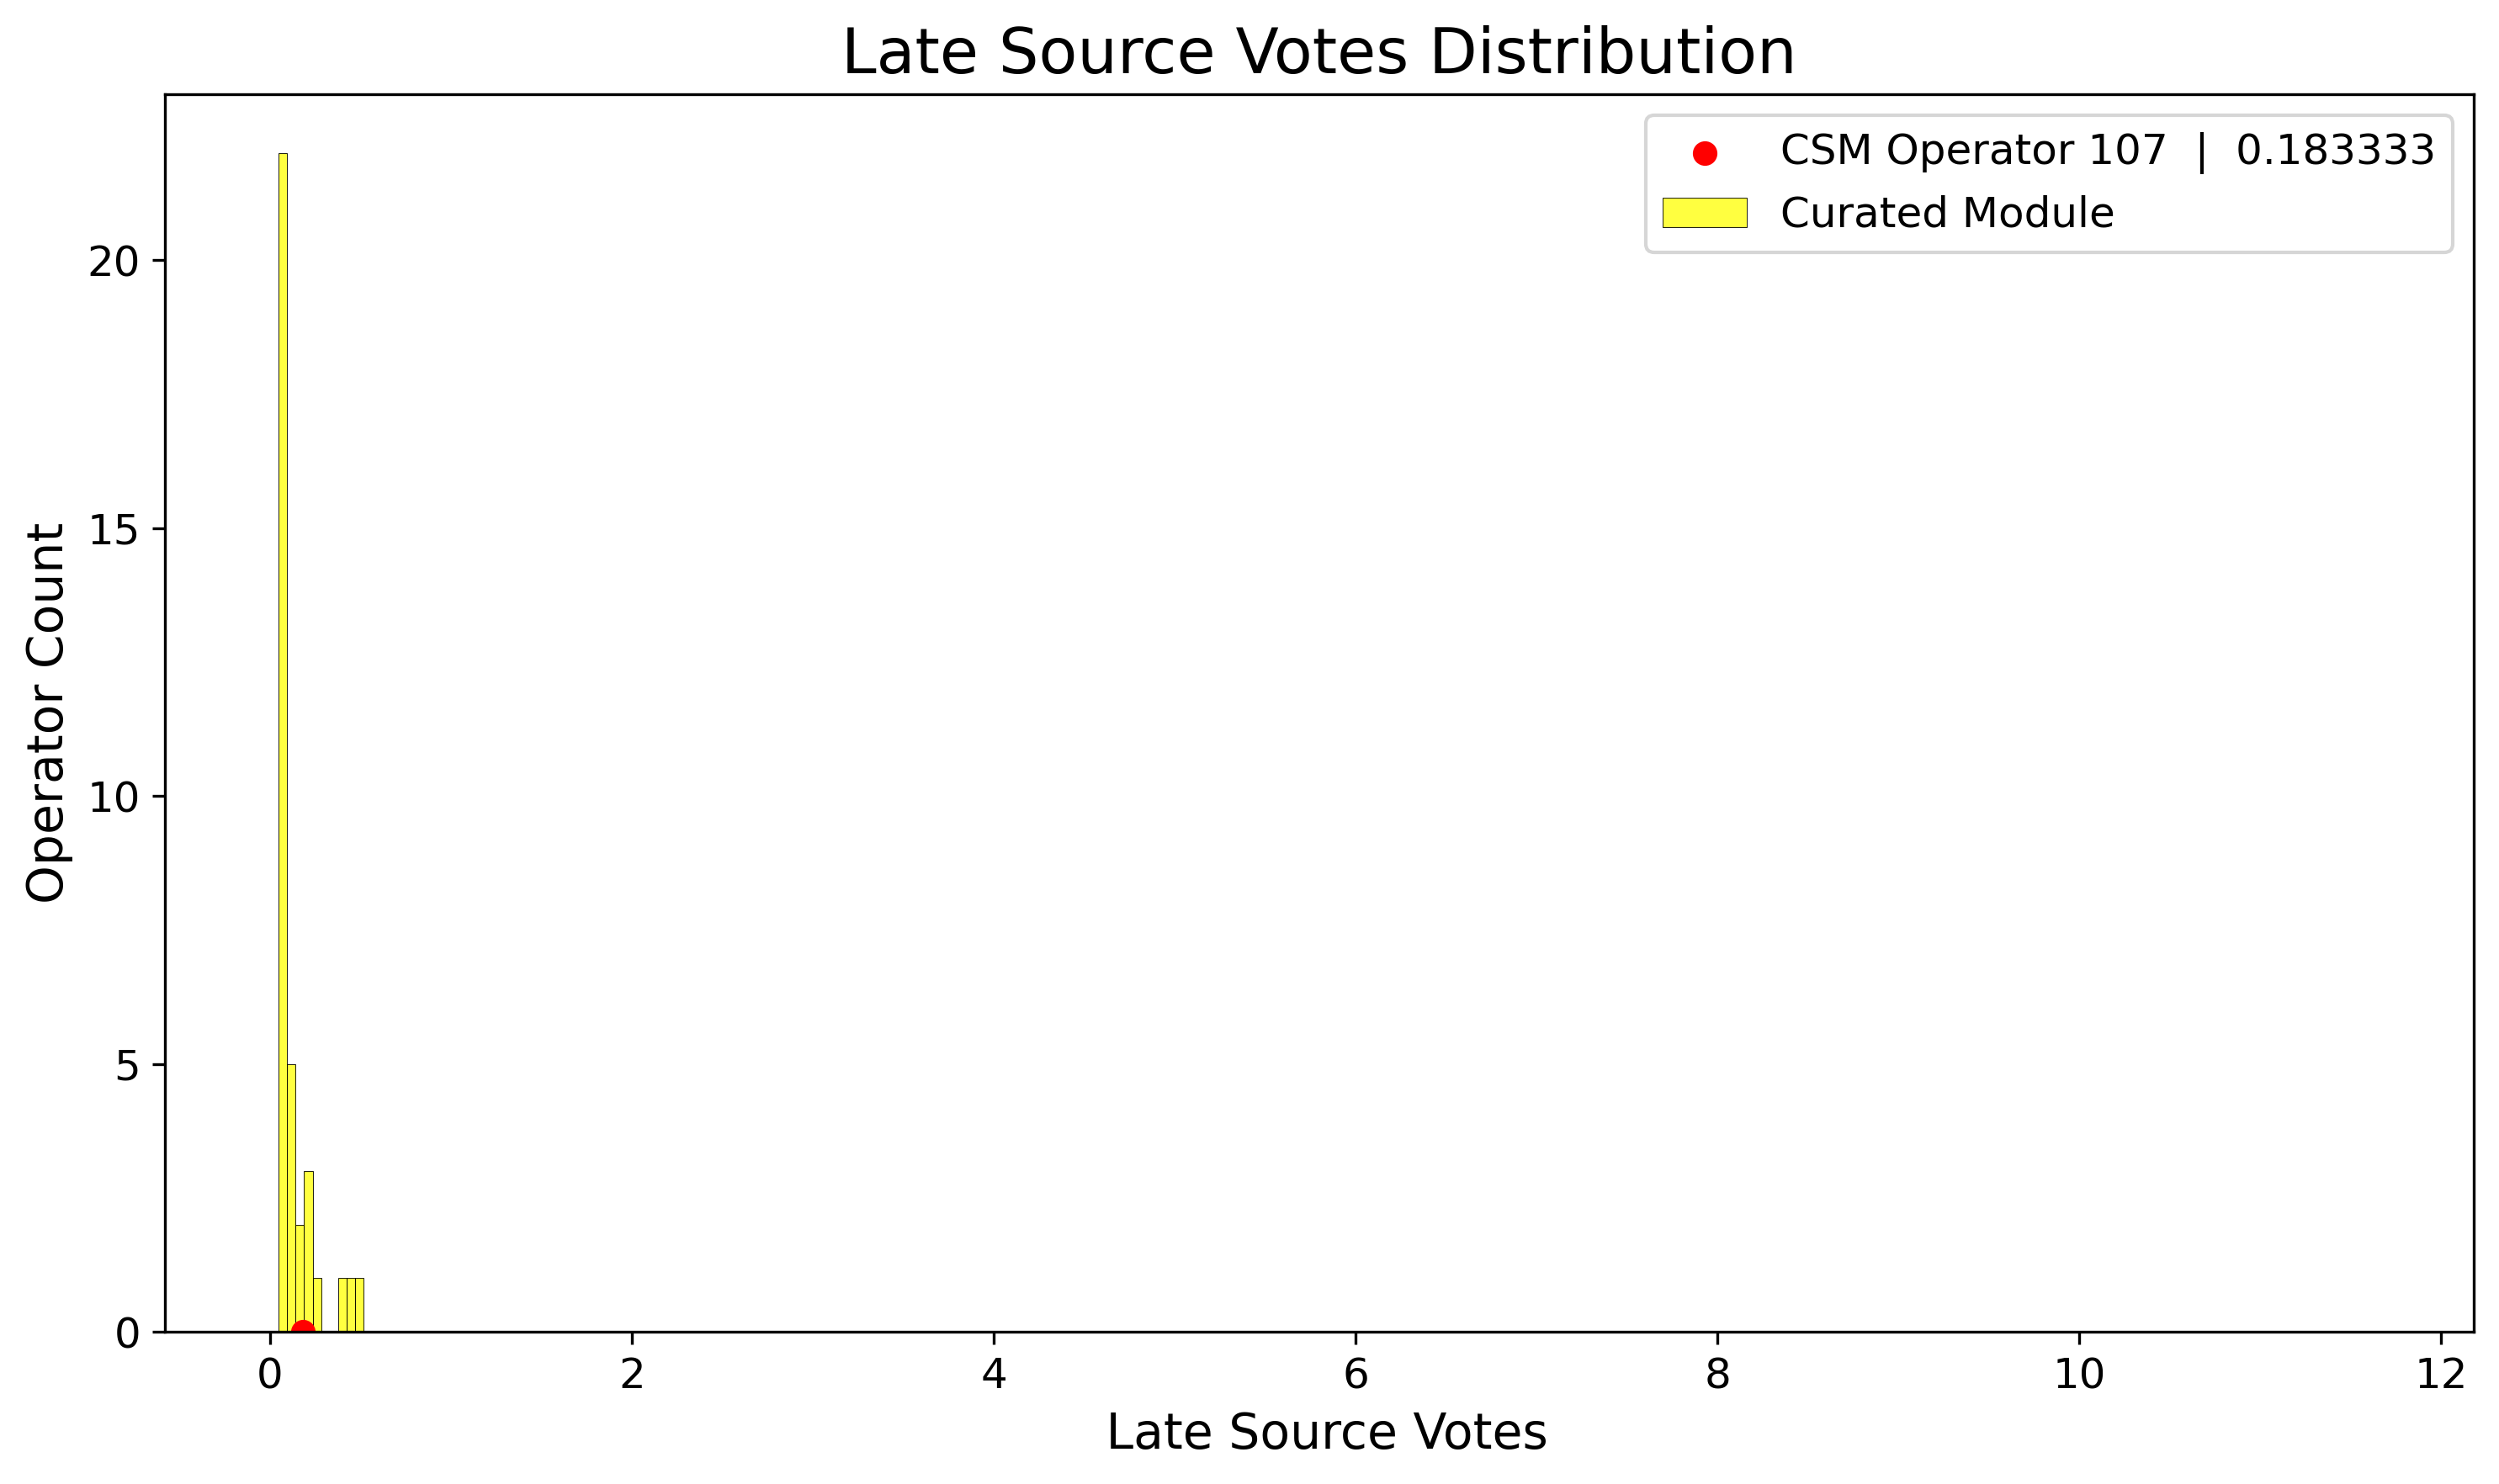 Late Source Votes Distribution
CSM Operator 107 | 0.183333
Curated Module
Operator Count
20
15
10
5
0
0 2 4 6 8 10 12
Late Source Votes